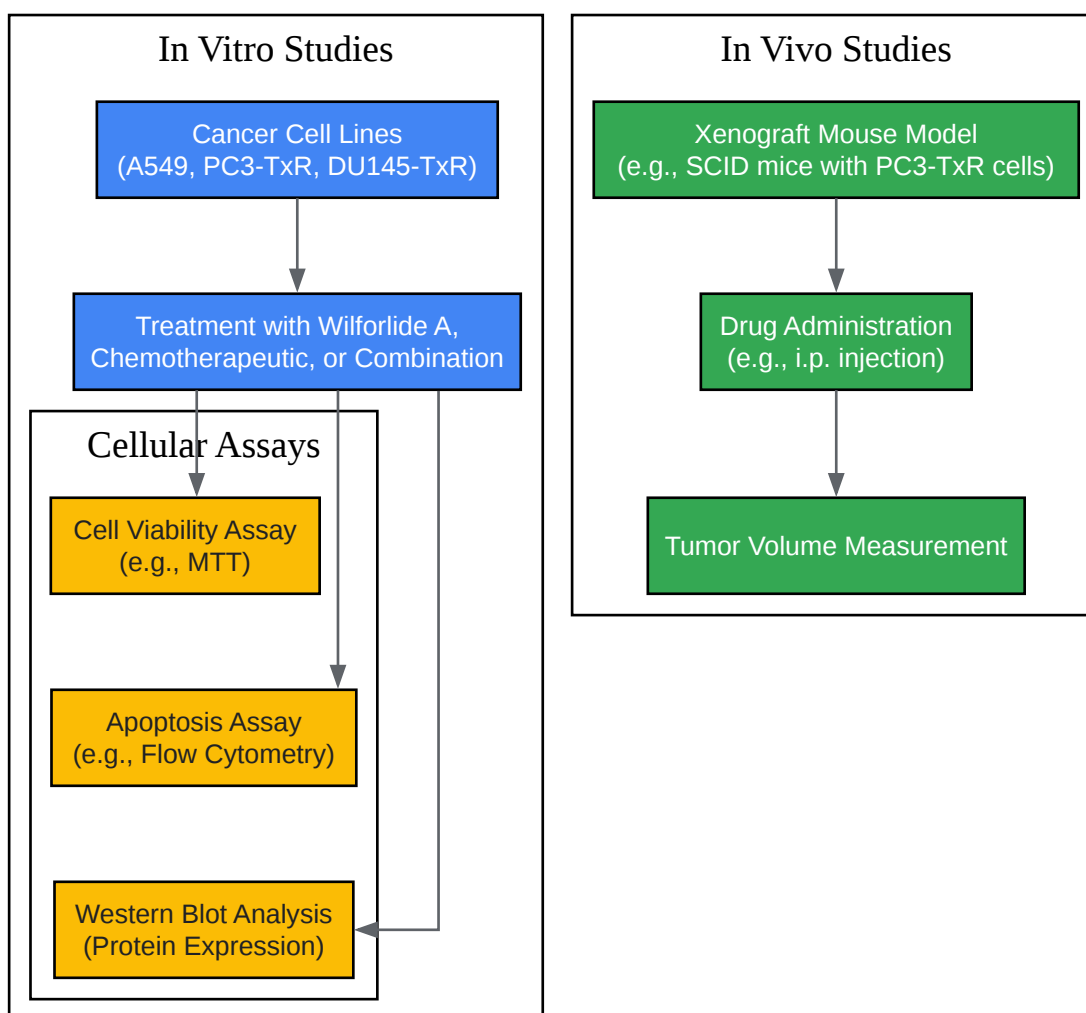 In Vitro Studies
Cancer Cell Lines
(A549, PC3-TxR, DU145-TxR)
Treatment with Wilforlide A,
Chemotherapeutic, or Combination
Cellular Assays
Cell Viability Assay
(e.g., MTT)
Apoptosis Assay
(e.g., Flow Cytometry)
Western Blot Analysis
(Protein Expression)
In Vivo Studies
Xenograft Mouse Model
(e.g., SCID mice with PC3-TxR cells)
Drug Administration
(e.g., i.p. injection)
Tumor Volume Measurement